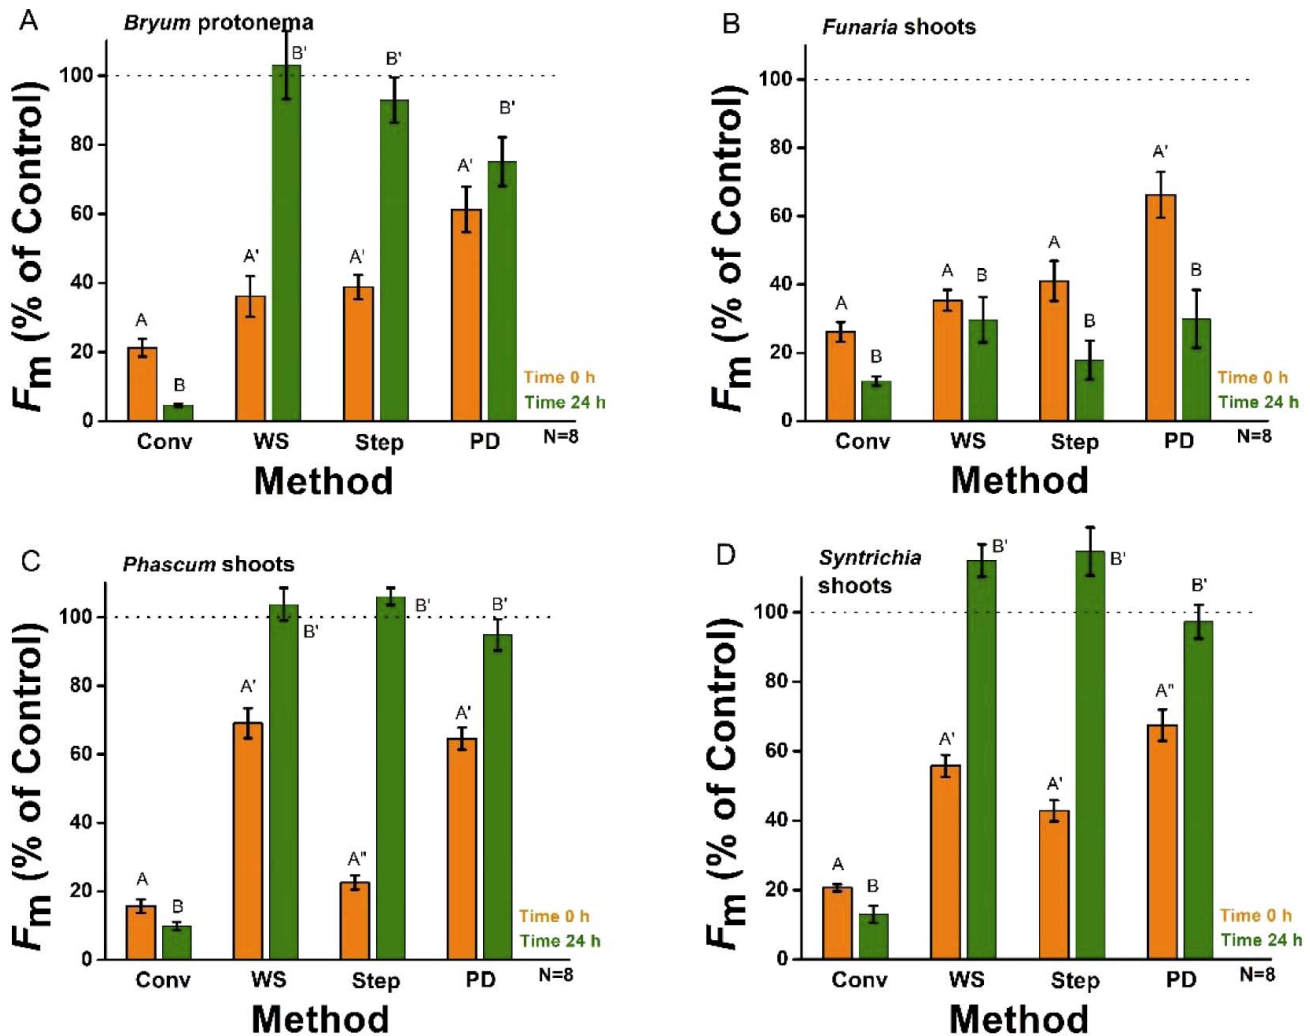 A
Bryum protonema
B'
B'
B'
A'
A'
A'
A
B
100
80
60
40
20
0
Fm (% of Control)
Time 0 h
Time 24 h
Conv WS Step PD N=8
Method
B
Funaria shoots
A'
A
A
A
B
B
B
B
100
80
60
40
20
0
Fm (% of Control)
Time 0 h
Time 24 h
Conv WS Step PD N=8
Method
C
Phascum shoots
B'
B'
B'
A'
A'
A"
A
B
100
80
60
40
20
0
Fm (% of Control)
Time 0 h
Time 24 h
Conv WS Step PD N=8
Method
D
Syntrichia
shoots
B'
B'
B'
A"
A'
A'
A
B
100
80
60
40
20
0
Fm (% of Control)
Time 0 h
Time 24 h
Conv WS Step PD N=8
Method